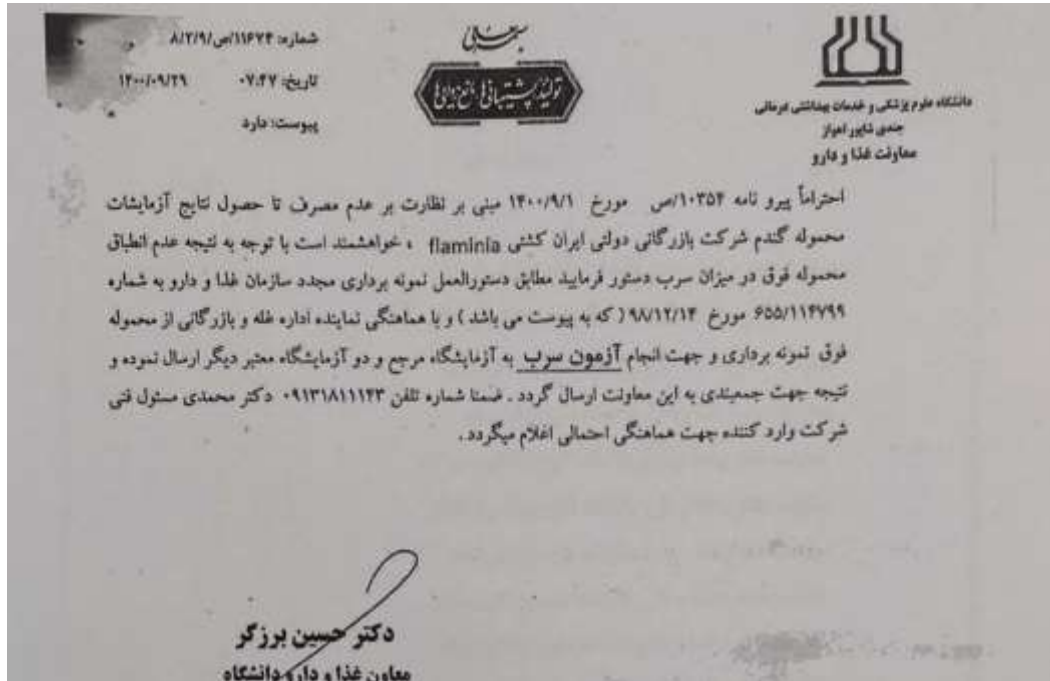 بسمه تعالی
تولید، پشتیبانی‌ها، مانع‌زدایی‌ها
دانشگاه علوم پزشکی و خدمات بهداشتی درمانی
جندی شاپور اهواز
معاونت غذا و دارو
شماره: ۸/۲/۹/ص/۱۱۶۷۴
تاریخ: ۰۷:۴۷ ۱۴۰۰/۰۹/۲۹
پیوست: دارد
احتراماً پیرو نامه ۱۰۳۵۴/ص مورخ ۱۴۰۰/۹/۱ مبنی بر نظارت بر عدم مصرف تا حصول نتایج آزمایشات
محموله گندم شرکت بازرگانی دولتی ایران کشتی flaminia ، خواهشمند است با توجه به نتیجه عدم انطباق
محموله فوق در میزان سرب دستور فرمایید مطابق دستورالعمل نمونه برداری مجدد سازمان غذا و دارو به شماره
۶۵۵/۱۱۴۷۹۹ مورخ ۹۸/۱۲/۱۴ ( که به پیوست می باشد ) و با هماهنگی نماینده اداره غله و بازرگانی از محموله
فوق نمونه برداری و جهت انجام آزمون سرب به آزمایشگاه مرجع و دو آزمایشگاه معتبر دیگر ارسال نموده و
نتیجه جهت جمعبندی به این معاونت ارسال گردد . ضمنا شماره تلفن ۰۹۱۳۱۸۱۱۱۴۳ دکتر محمدی مسئول فنی
شرکت وارد کننده جهت هماهنگی احتمالی اعلام میگردد .
دکتر حسین برزگر
معاون غذا و دارو دانشگاه